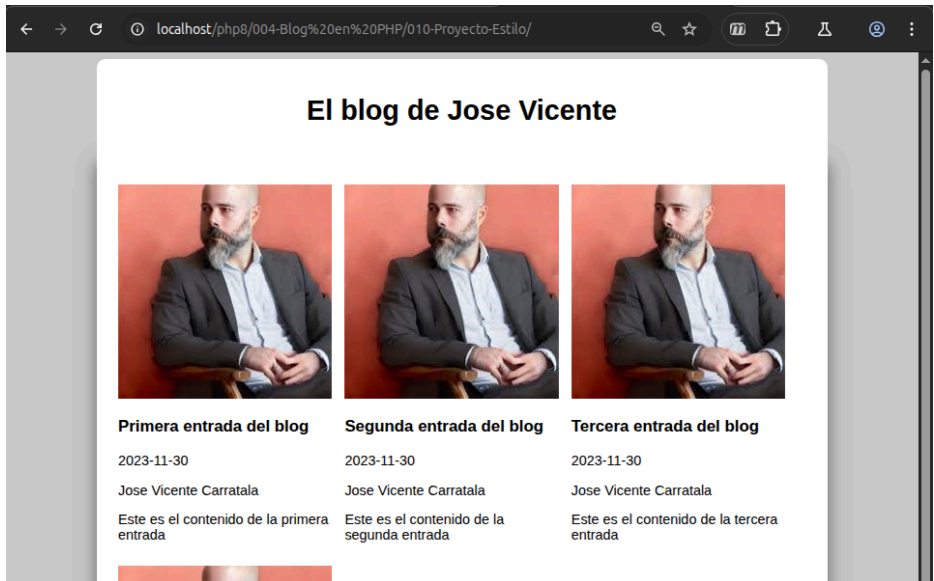 localhost/php8/004-Blog%20en%20PHP/010-Proyecto-Estilo/
El blog de Jose Vicente
Primera entrada del blog
2023-11-30
Jose Vicente Carratala
Este es el contenido de la primera
entrada
Segunda entrada del blog
2023-11-30
Jose Vicente Carratala
Este es el contenido de la
segunda entrada
Tercera entrada del blog
2023-11-30
Jose Vicente Carratala
Este es el contenido de la tercera
entrada